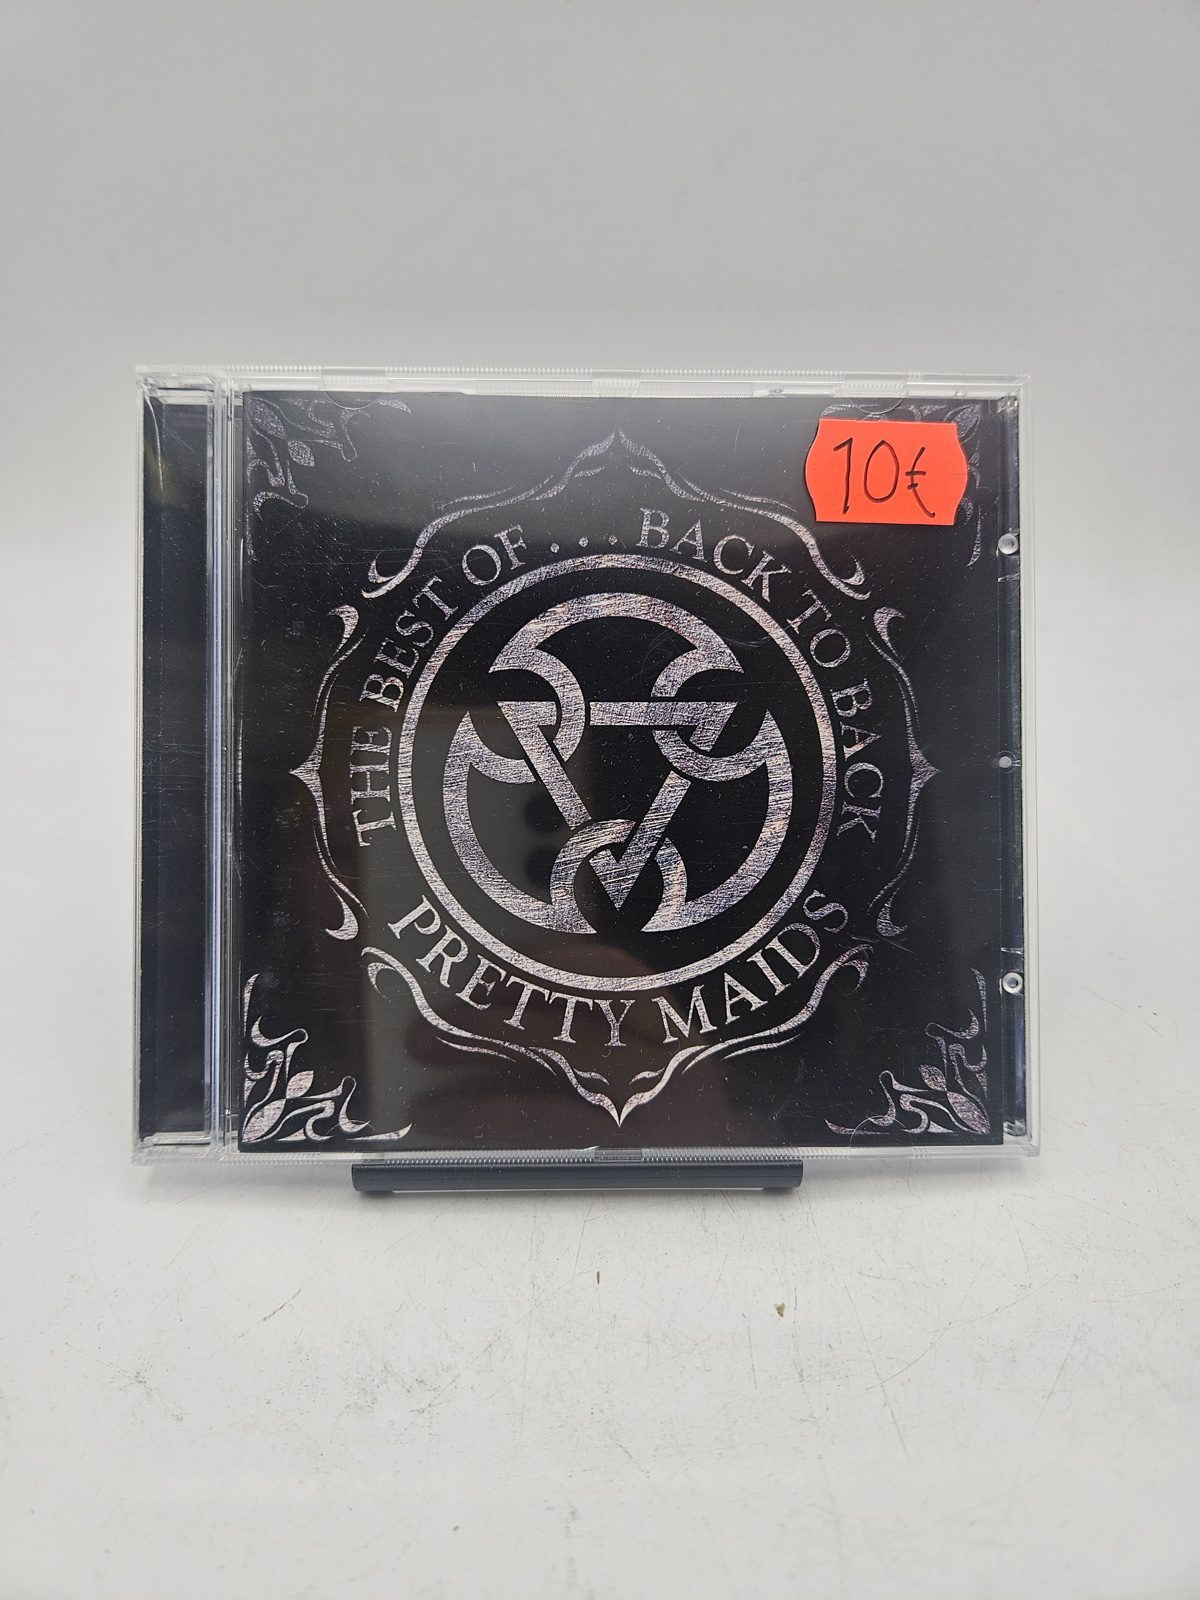 10€
THE BEST OF . . . BACK TO BACK
PRETTY MAIDS